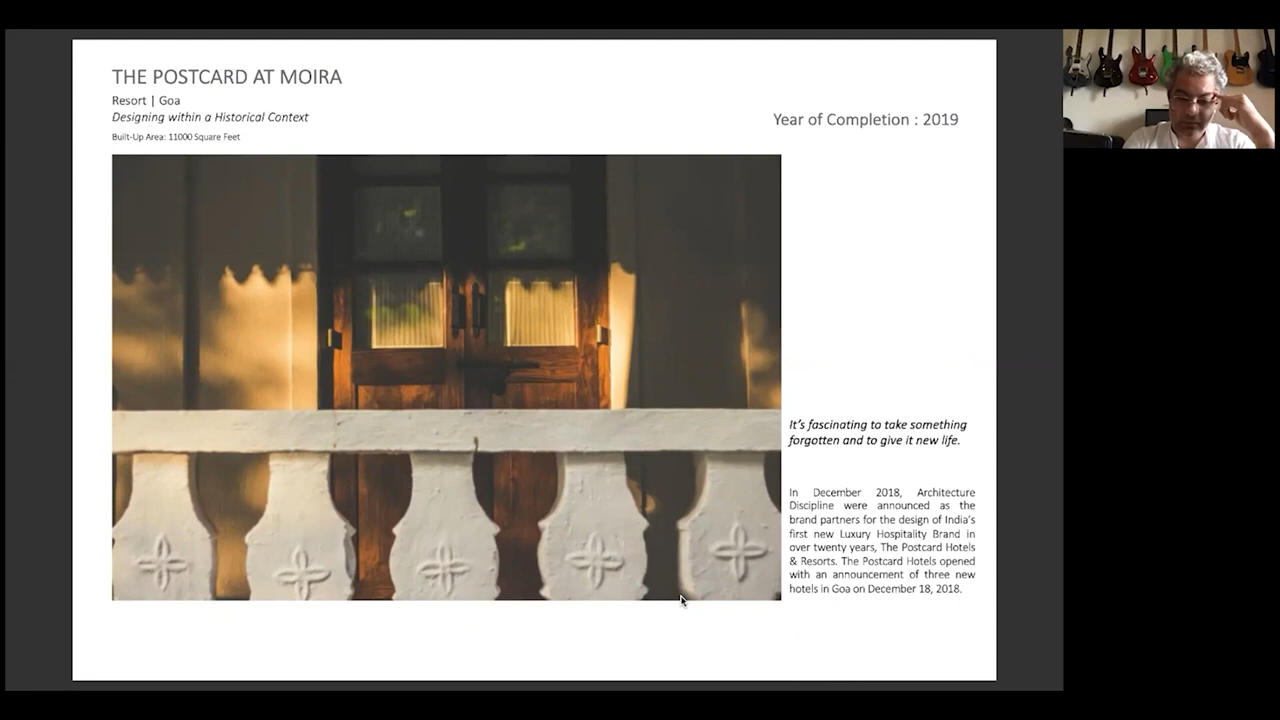 THE POSTCARD AT MOIRA
Resort | Goa
Designing within a Historical Context
Built-Up Area: 11000 Square Feet
Year of Completion : 2019
It's fascinating to take something
forgotten and to give it new life.
In December 2018, Architecture
Discipline were announced as the
brand partners for the design of India's
first new Luxury Hospitality Brand in
over twenty years, The Postcard Hotels
& Resorts. The Postcard Hotels opened
with an announcement of three new
hotels in Goa on December 18, 2018.